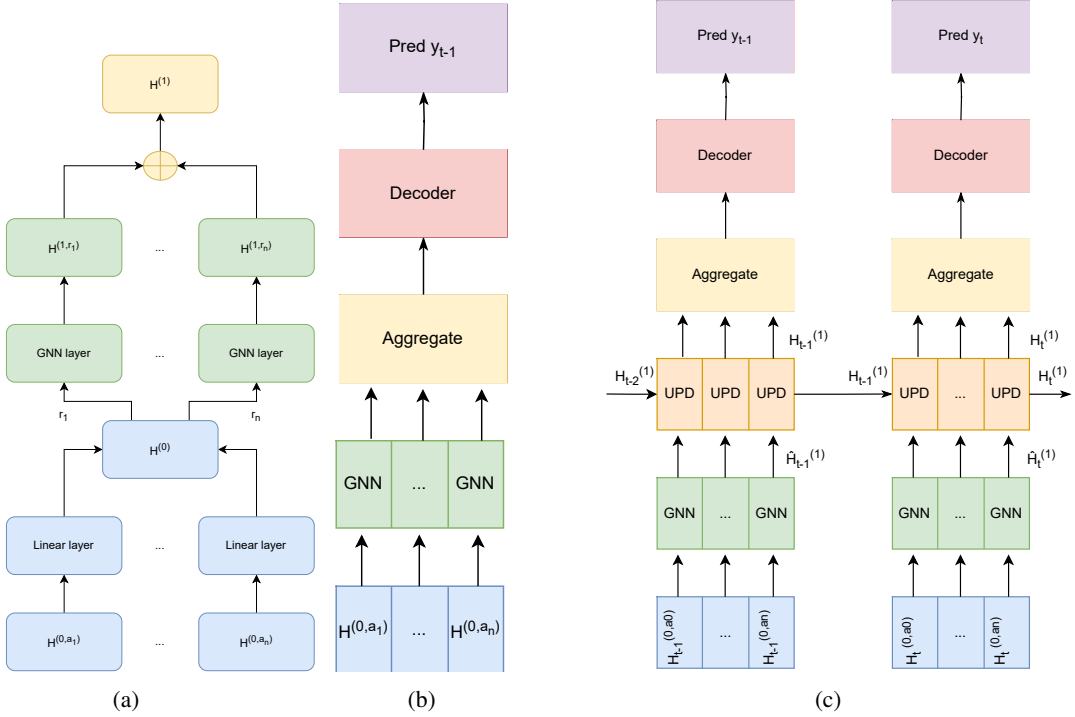 H^(1)
H^(1,r_1) ... H^(1,r_n)
GNN layer ... GNN layer
r_1 r_n
H^(0)
Linear layer ... Linear layer
H^(0,a_1) ... H^(0,a_n)
(a)
Pred y_t-1
Decoder
Aggregate
GNN ... GNN
H^(0,a_1) ... H^(0,a_n)
(b)
Pred y_t-1 Pred y_t
Decoder Decoder
Aggregate Aggregate
H_t-1^(1) H_t^(1)
H_t-2^(1) UPD UPD UPD H_t-1^(1) UPD ... UPD H_t^(1)
Ĥ_t-1^(1) Ĥ_t^(1)
GNN ... GNN GNN ... GNN
H_t-1^(0,a0) ... H_t-1^(0,an) H_t^(0,a0) ... H_t^(0,an)
(c)